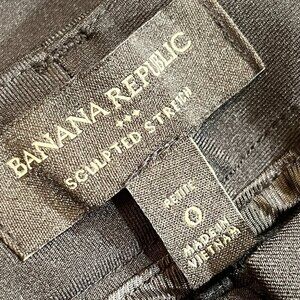 BANANA REPUBLIC
SCULPTED STRETCH
PETITE
0
MADE IN
VIETNAM